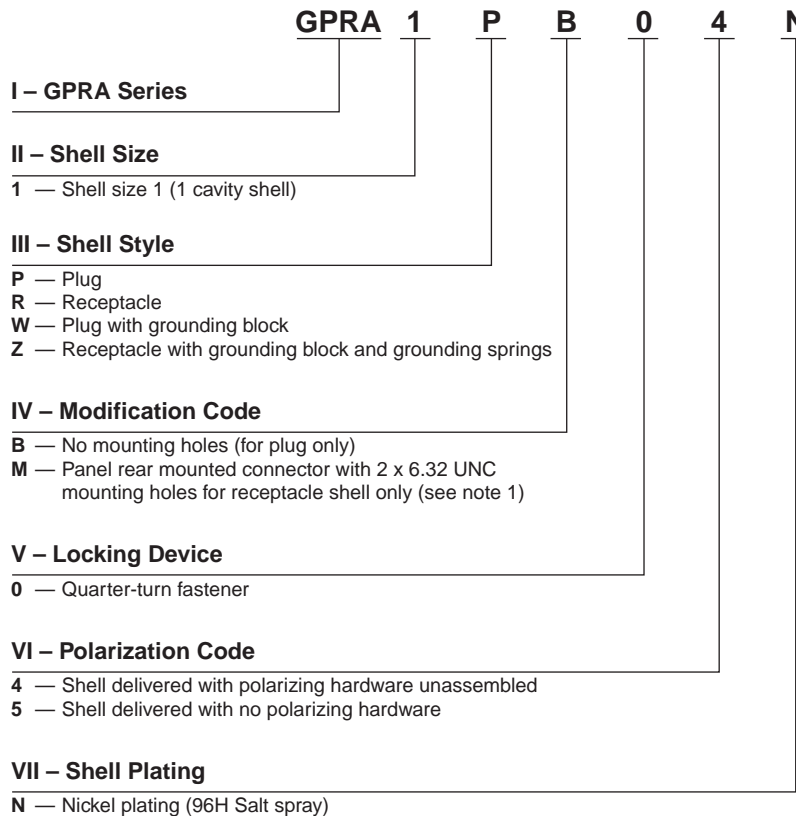 GPRA 1 P B 0 4 N
I – GPRA Series
II – Shell Size
1 — Shell size 1 (1 cavity shell)
III – Shell Style
P — Plug
R — Receptacle
W — Plug with grounding block
Z — Receptacle with grounding block and grounding springs
IV – Modification Code
B — No mounting holes (for plug only)
M — Panel rear mounted connector with 2 x 6.32 UNC
mounting holes for receptacle shell only (see note 1)
V – Locking Device
0 — Quarter-turn fastener
VI – Polarization Code
4 — Shell delivered with polarizing hardware unassembled
5 — Shell delivered with no polarizing hardware
VII – Shell Plating
N — Nickel plating (96H Salt spray)